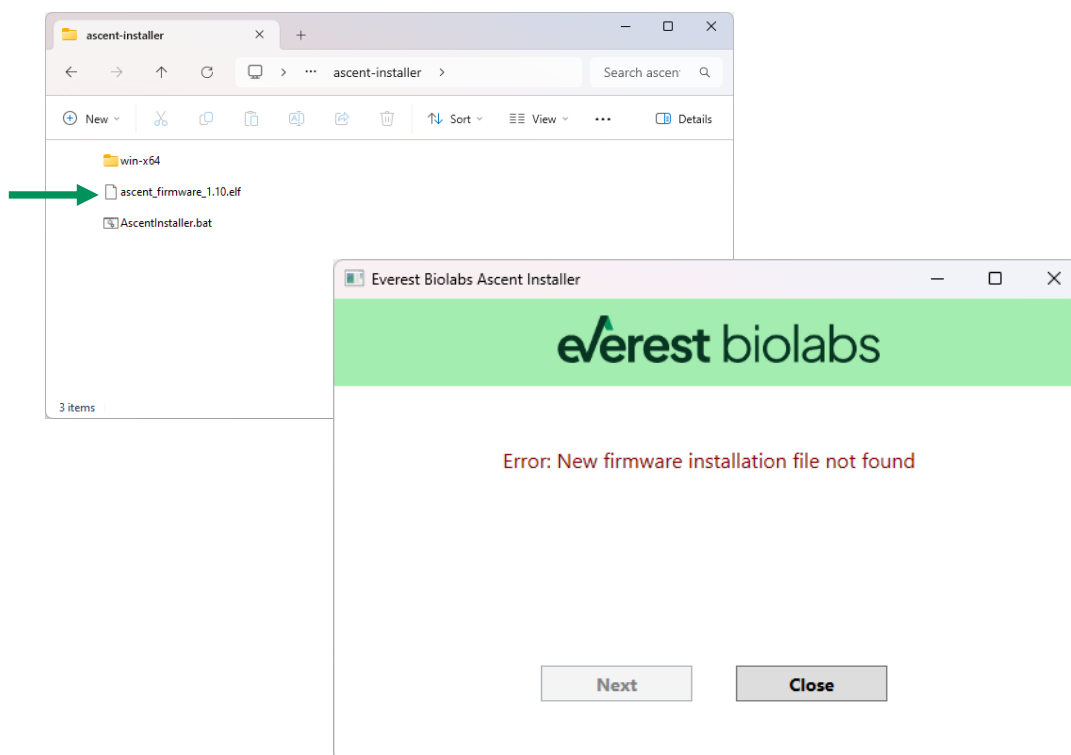 ascent-installer
ascent-installer
Search ascen
New
Sort
View
Details
win-x64
ascent_firmware_1.10.elf
AscentInstaller.bat
3 items
Everest Biolabs Ascent Installer
everest biolabs
Error: New firmware installation file not found
Next
Close